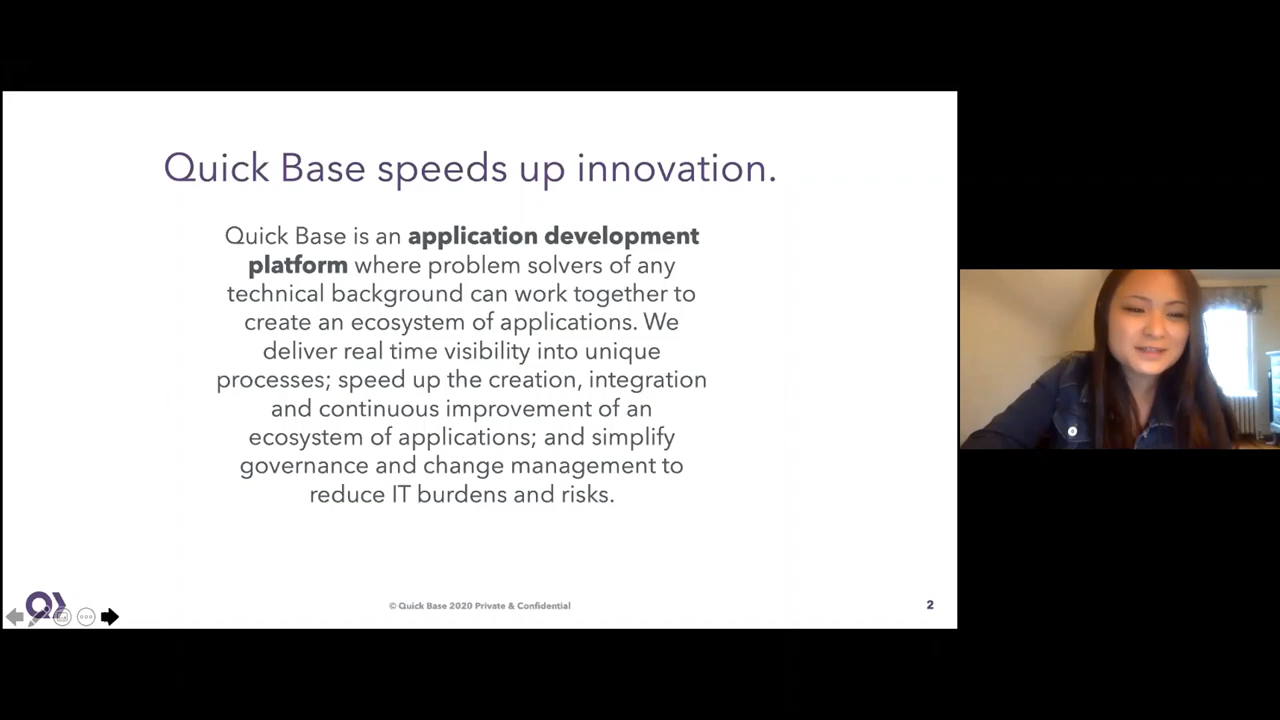 Quick Base speeds up innovation.
Quick Base is an application development
platform where problem solvers of any
technical background can work together to
create an ecosystem of applications. We
deliver real time visibility into unique
processes; speed up the creation, integration
and continuous improvement of an
ecosystem of applications; and simplify
governance and change management to
reduce IT burdens and risks.
© Quick Base 2020 Private & Confidential
2